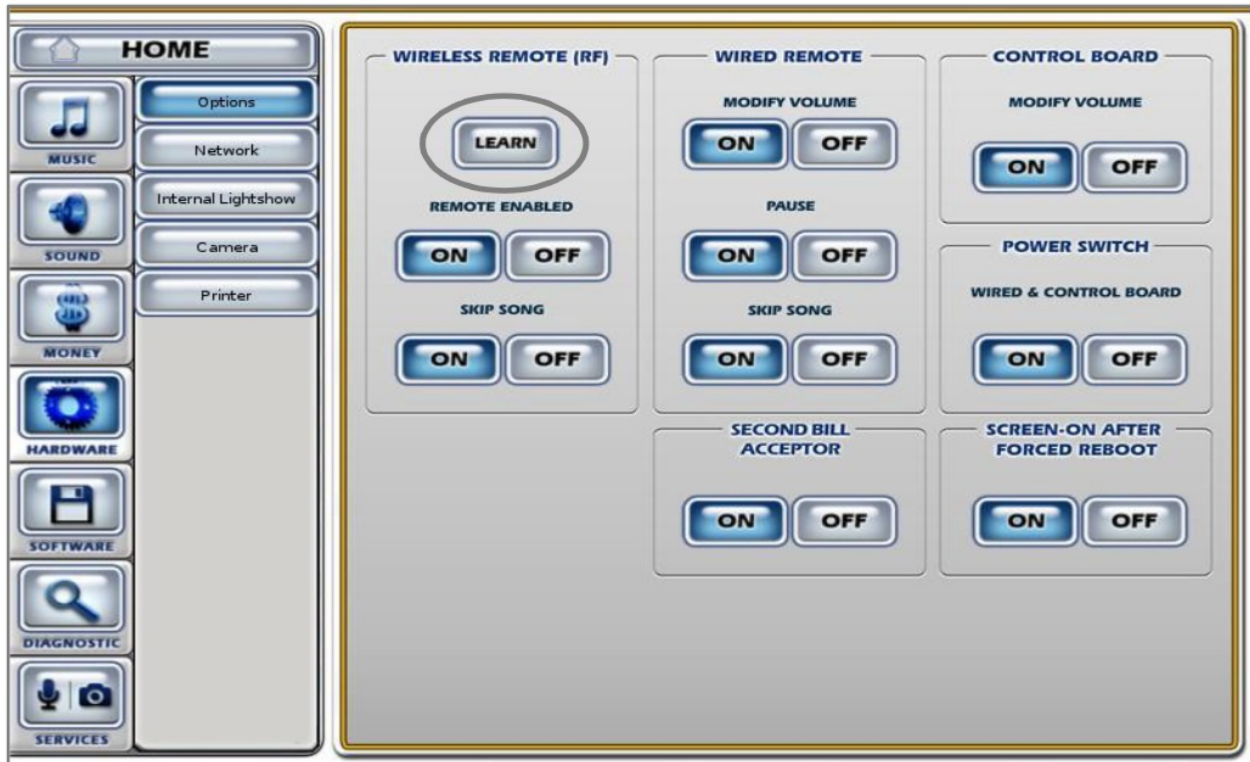 HOME
MUSIC
SOUND
MONEY
HARDWARE
SOFTWARE
DIAGNOSTIC
SERVICES
Options
Network
Internal Lightshow
Camera
Printer
WIRELESS REMOTE (RF)
LEARN
REMOTE ENABLED
ON OFF
SKIP SONG
ON OFF
WIRED REMOTE
MODIFY VOLUME
ON OFF
PAUSE
ON OFF
SKIP SONG
ON OFF
CONTROL BOARD
MODIFY VOLUME
ON OFF
POWER SWITCH
WIRED & CONTROL BOARD
ON OFF
SECOND BILL
ACCEPTOR
ON OFF
SCREEN-ON AFTER
FORCED REBOOT
ON OFF